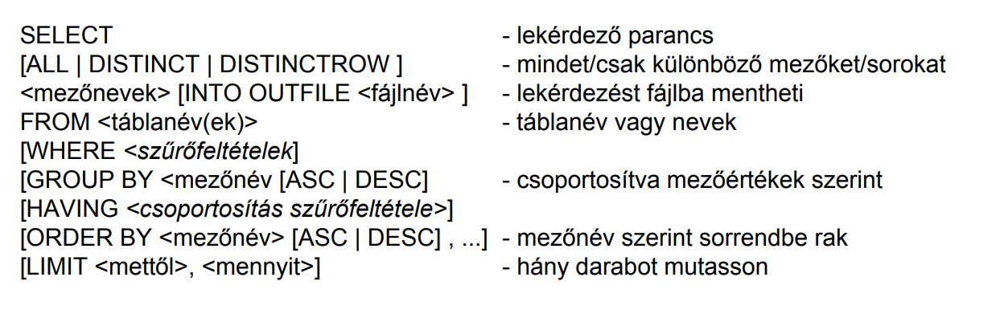 SELECT - lekérdező parancs
[ALL | DISTINCT | DISTINCTROW ] - mindet/csak különböző mezőket/sorokat
<mezőnevek> [INTO OUTFILE <fájlnév> ] - lekérdezést fájlba mentheti
FROM <táblanév(ek)> - táblanév vagy nevek
[WHERE <szűrőfeltételek]
[GROUP BY <mezőnév [ASC | DESC] - csoportosítva mezőértékek szerint
[HAVING <csoportosítás szűrőfeltétele>]
[ORDER BY <mezőnév> [ASC | DESC] , ...] - mezőnév szerint sorrendbe rak
[LIMIT <mettől>, <mennyit>] - hány darabot mutasson